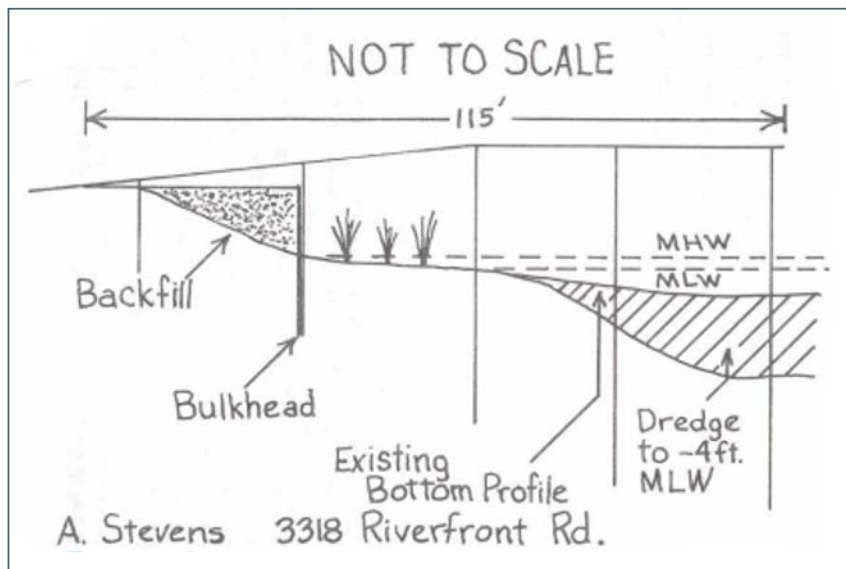 NOT TO SCALE
115'
MHW
MLW
Backfill
Bulkhead
Existing
Bottom Profile
Dredge
to -4ft.
MLW
A. Stevens 3318 Riverfront Rd.